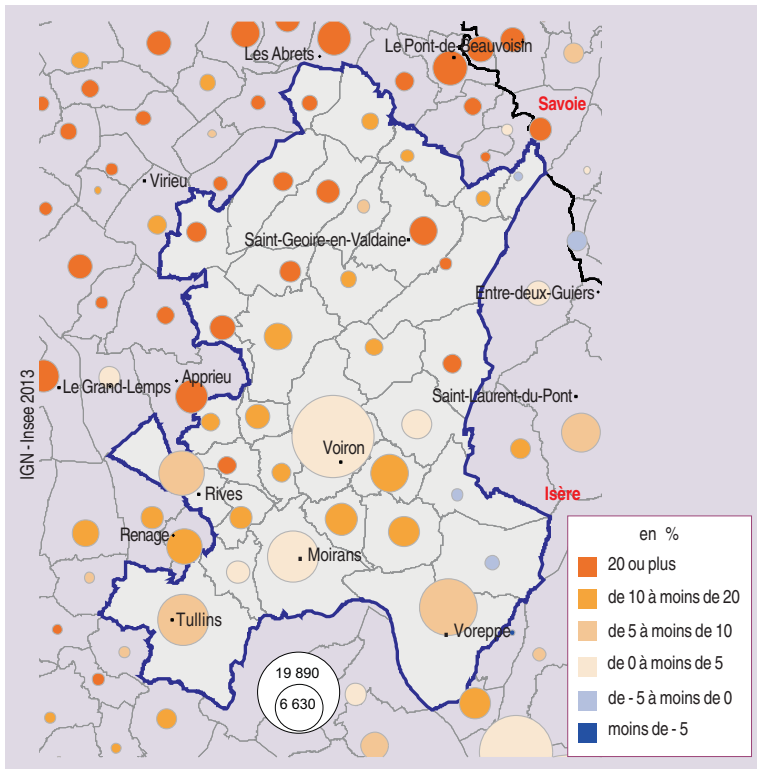 Les Abrets
Le Pont-de-Beauvoisin
Savoie
Virieu
Saint-Geoire-en-Valdaine
Entre-deux-Guiers
Apprieu
Le Grand-Lemps
Saint-Laurent-du-Pont
IGN - Insee 2013
Voiron
Rives
Isère
Renage
Moirans
Tullins
Voreppe
19 890
6 630
en %
20 ou plus
de 10 à moins de 20
de 5 à moins de 10
de 0 à moins de 5
de - 5 à moins de 0
moins de - 5